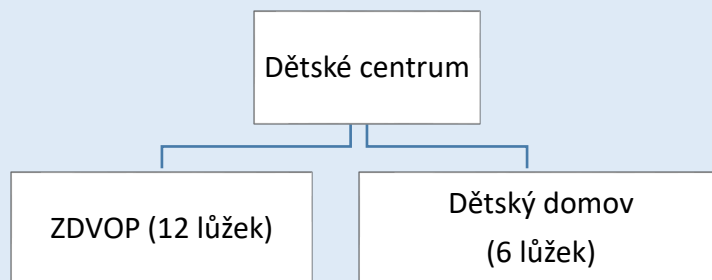 Dětské centrum
ZDVOP (12 lůžek)
Dětský domov
(6 lůžek)